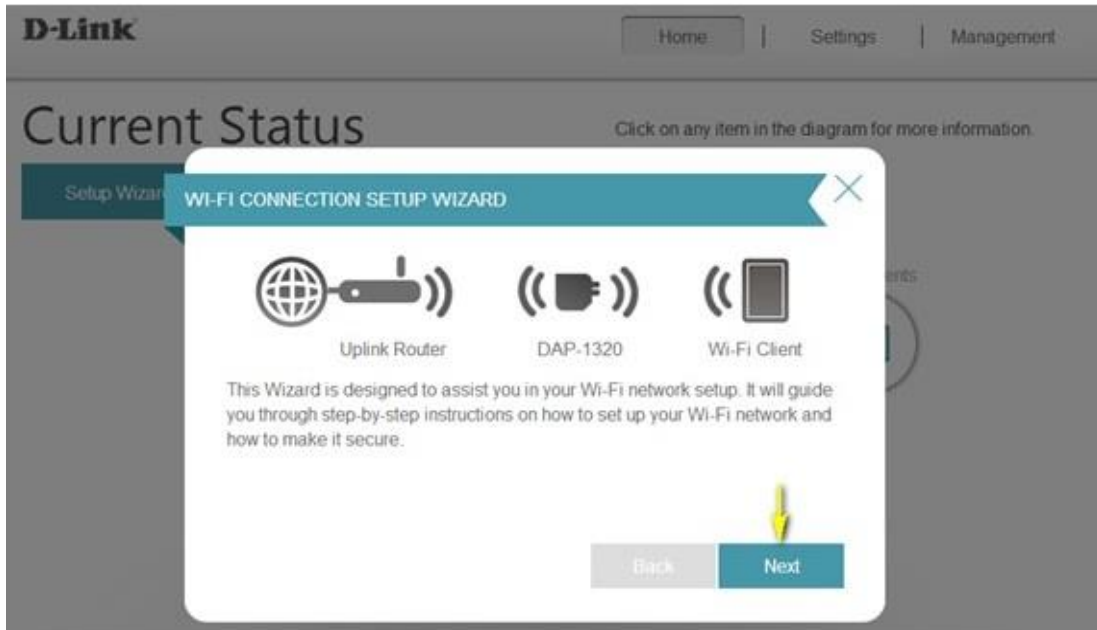 D-Link
Home | Settings | Management
Current Status
Click on any item in the diagram for more information.
Setup Wizar
WI-FI CONNECTION SETUP WIZARD
ents
Uplink Router
DAP-1320
Wi-Fi Client
This Wizard is designed to assist you in your Wi-Fi network setup. It will guide
you through step-by-step instructions on how to set up your Wi-Fi network and
how to make it secure.
Back
Next